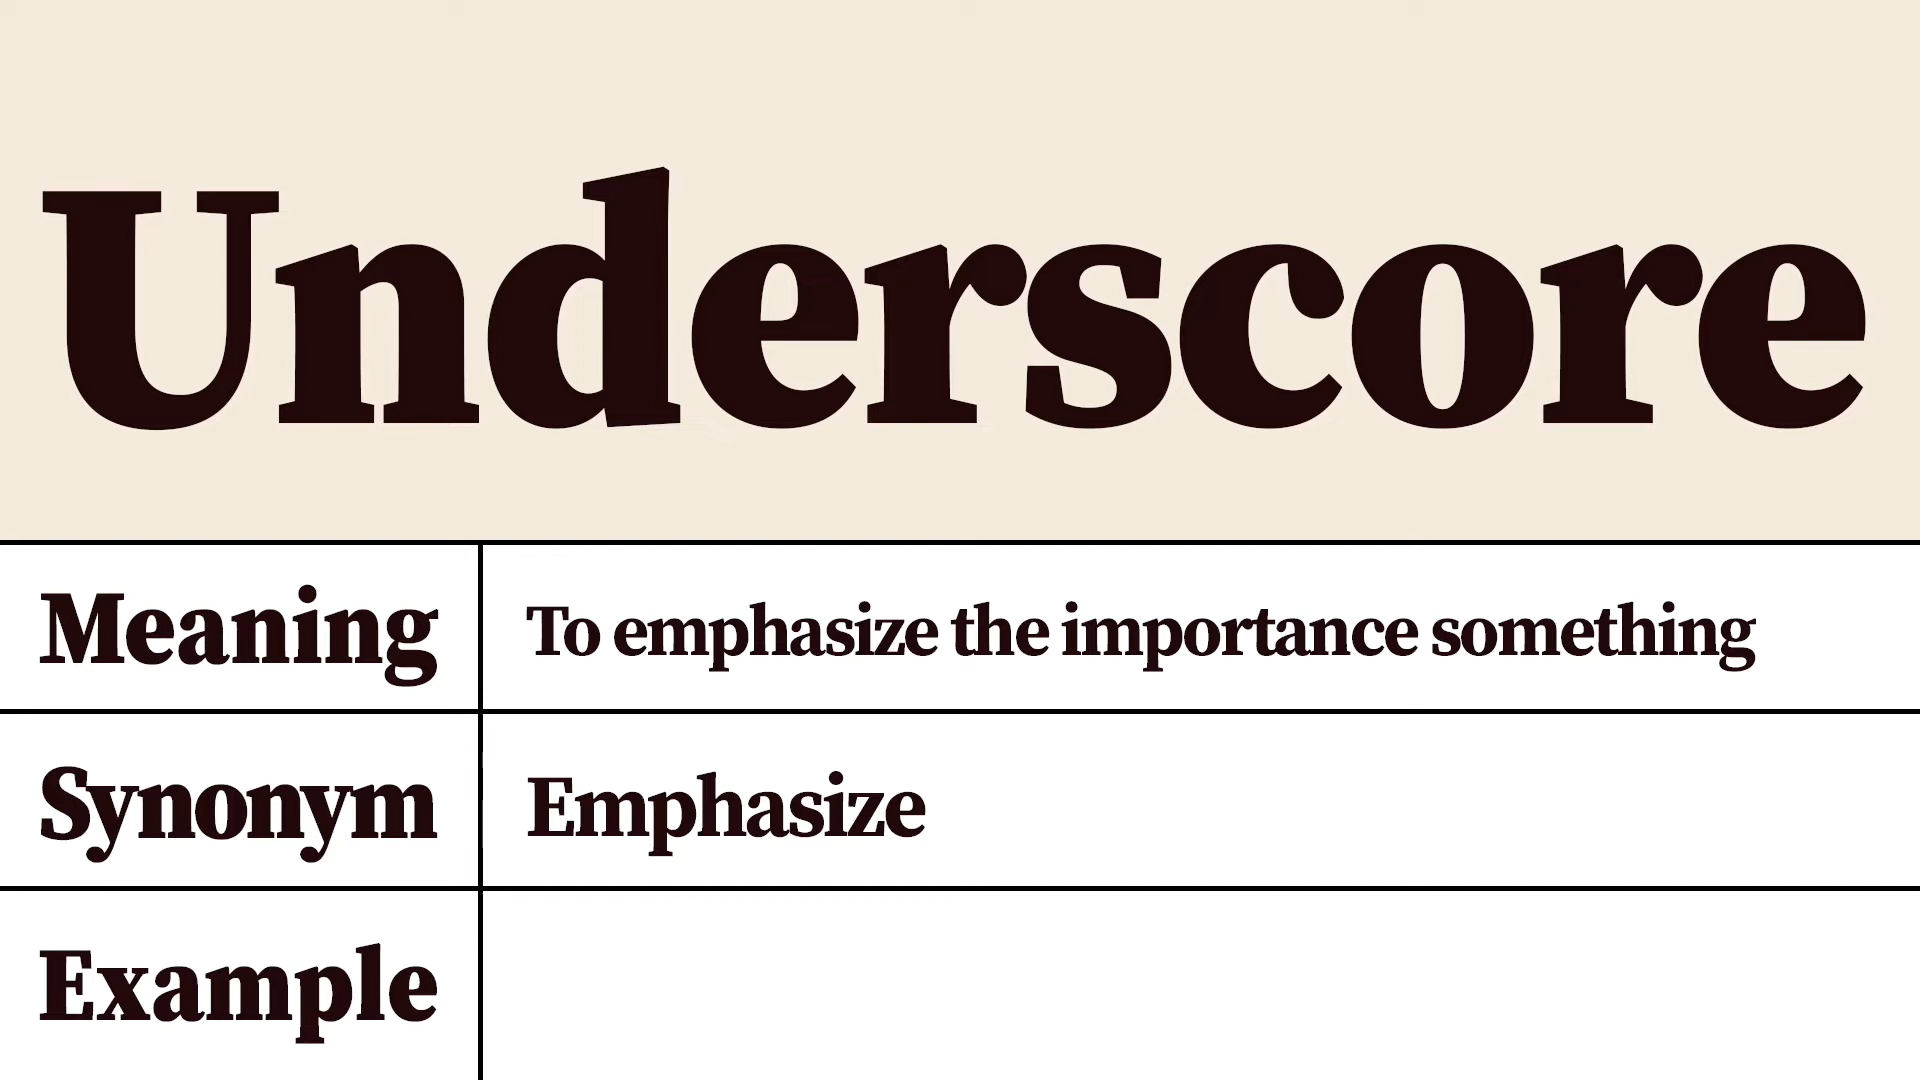 Underscore
Meaning
To emphasize the importance something
Synonym
Emphasize
Example